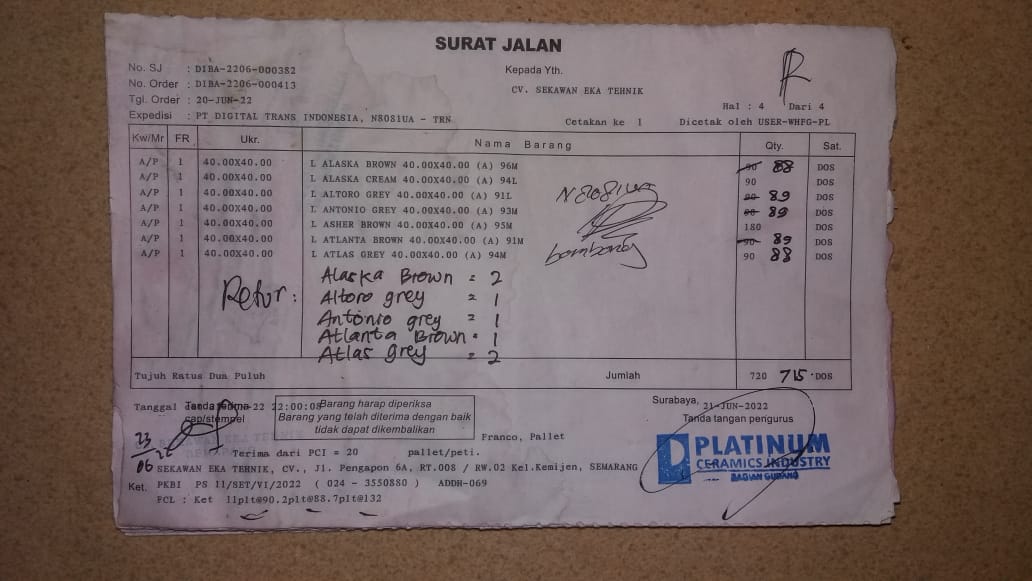 SURAT JALAN
No. SJ : DIBA-2206-000382
No. Order : DIBA-2206-000413
Tgl. Order : 20-JUN-22
Expedisi : PT DIGITAL TRANS INDONESIA, N8081UA - TRN
Kepada Yth.
CV. SEKAWAN EKA TEHNIK
Cetakan ke 1
Hal : 4 Dari 4
Dicetak oleh USER-WHFG-PL
Kw/Mr FR Ukr. Nama Barang Qty. Sat.
A/P 1 40.00X40.00 L ALASKA BROWN 40.00X40.00 (A) 96M 90 88 DOS
A/P 1 40.00X40.00 L ALASKA CREAM 40.00X40.00 (A) 94L 90 DOS
A/P 1 40.00X40.00 L ALTORO GREY 40.00X40.00 (A) 91L 90 89 DOS
A/P 1 40.00X40.00 L ANTONIO GREY 40.00X40.00 (A) 93M 90 89 DOS
A/P 1 40.00X40.00 L ASHER BROWN 40.00X40.00 (A) 95M 180 DOS
A/P 1 40.00X40.00 L ATLANTA BROWN 40.00X40.00 (A) 91M 90 89 DOS
A/P 1 40.00X40.00 L ATLAS GREY 40.00X40.00 (A) 94M 90 88 DOS
bambang
Retur :
Alaska Brown = 2
Altoro grey = 1
Antonio grey = 1
Atlanta Brown = 1
Atlas grey = 2
Tujuh Ratus Dua Puluh Jumlah 720 715 DOS
Tanggal 22:00:08
Tanda terima
cap/stempel
23/06 22
Barang harap diperiksa
Barang yang telah diterima dengan baik
tidak dapat dikembalikan
Franco, Pallet
Surabaya, 21-JUN-2022
Tanda tangan pengurus
PLATINUM
CERAMICS INDUSTRY
BAGIAN GUDANG
Terima dari PCI = 20 pallet/peti.
SEKAWAN EKA TEHNIK, CV., Jl. Pengapon 6A, RT.008 / RW.02 Kel.Kemijen, SEMARANG
Ket. PKBI PS 11/SET/VI/2022 ( 024 - 3550880 ) ADDH-069
FCL : Ket 11plt@90.2plt@88.7plt@132